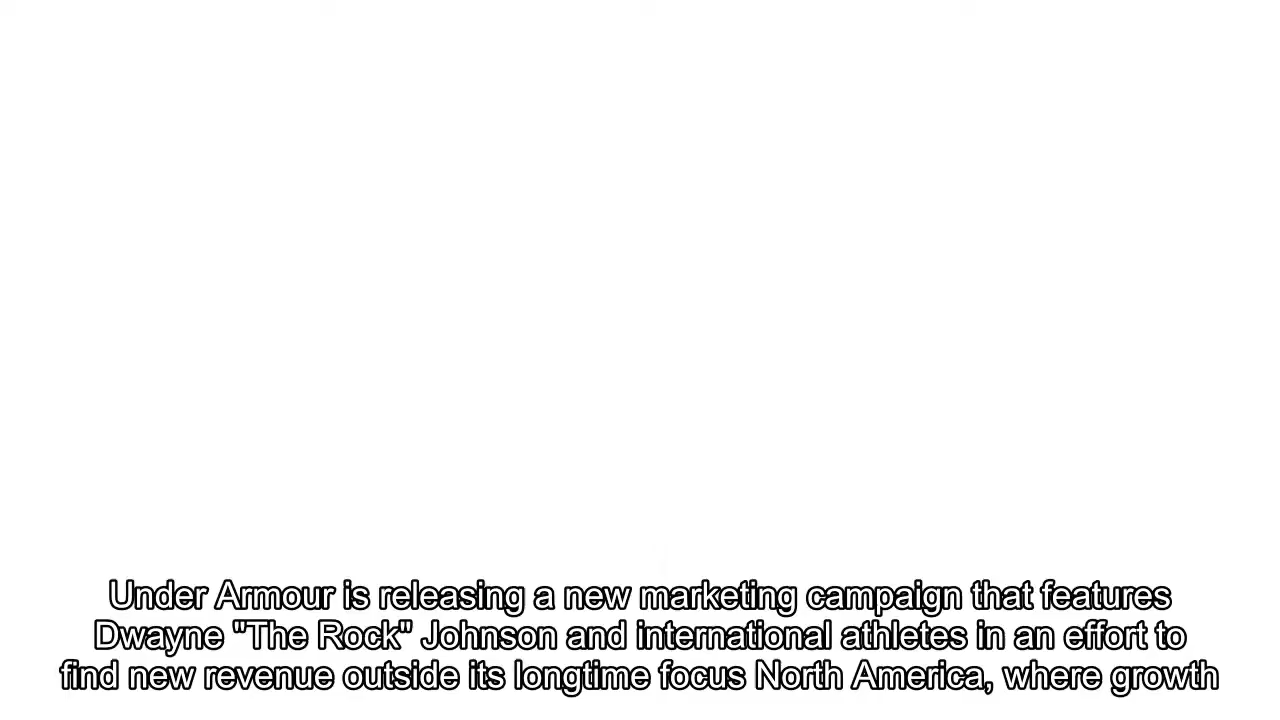 Under Armour is releasing a new marketing campaign that features
Dwayne "The Rock" Johnson and international athletes in an effort to
find new revenue outside its longtime focus North America, where growth